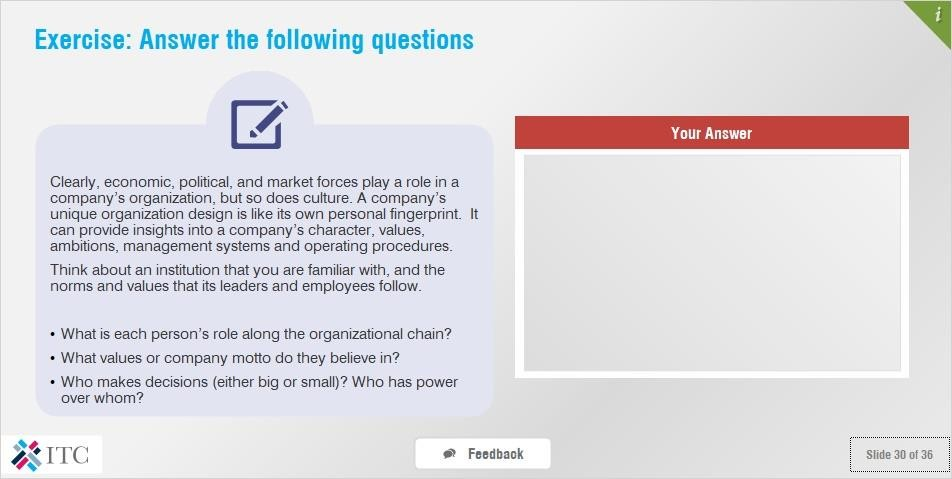 i
Exercise: Answer the following questions
Clearly, economic, political, and market forces play a role in a
company's organization, but so does culture. A company's
unique organization design is like its own personal fingerprint.  It
can provide insights into a company's character, values,
ambitions, management systems and operating procedures.
Think about an institution that you are familiar with, and the
norms and values that its leaders and employees follow.
• What is each person's role along the organizational chain?
• What values or company motto do they believe in?
• Who makes decisions (either big or small)? Who has power
over whom?
Your Answer
ITC
Feedback
Slide 30 of 36